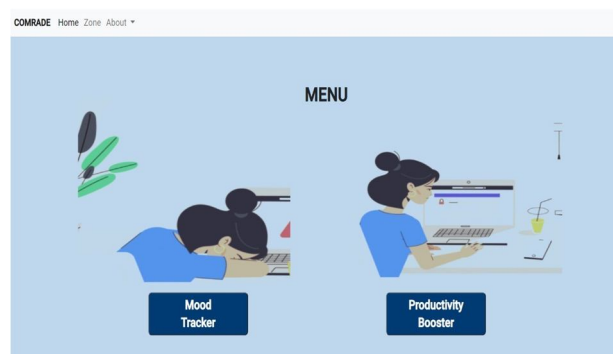 COMRADE Home Zone About
MENU
Mood
Tracker
Productivity
Booster